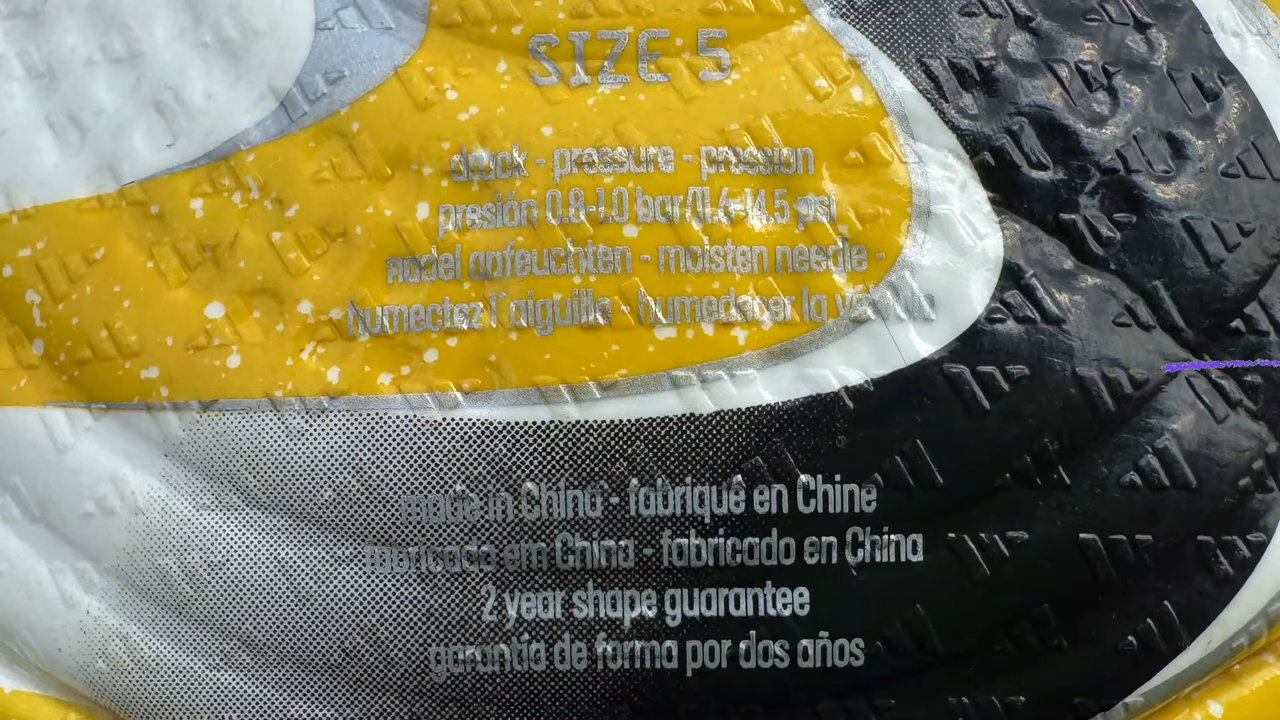 SIZE 5
druck - pressure - pression
presión 0.8-1.0 bar/11.6-14.5 psi
nadel anfeuchten - moisten needle -
humectez l'aiguille - humedecer la
made in China - fabriqué en Chine
fabricado em China - fabricado en China
2 year shape guarantee
garantía de forma por dos años